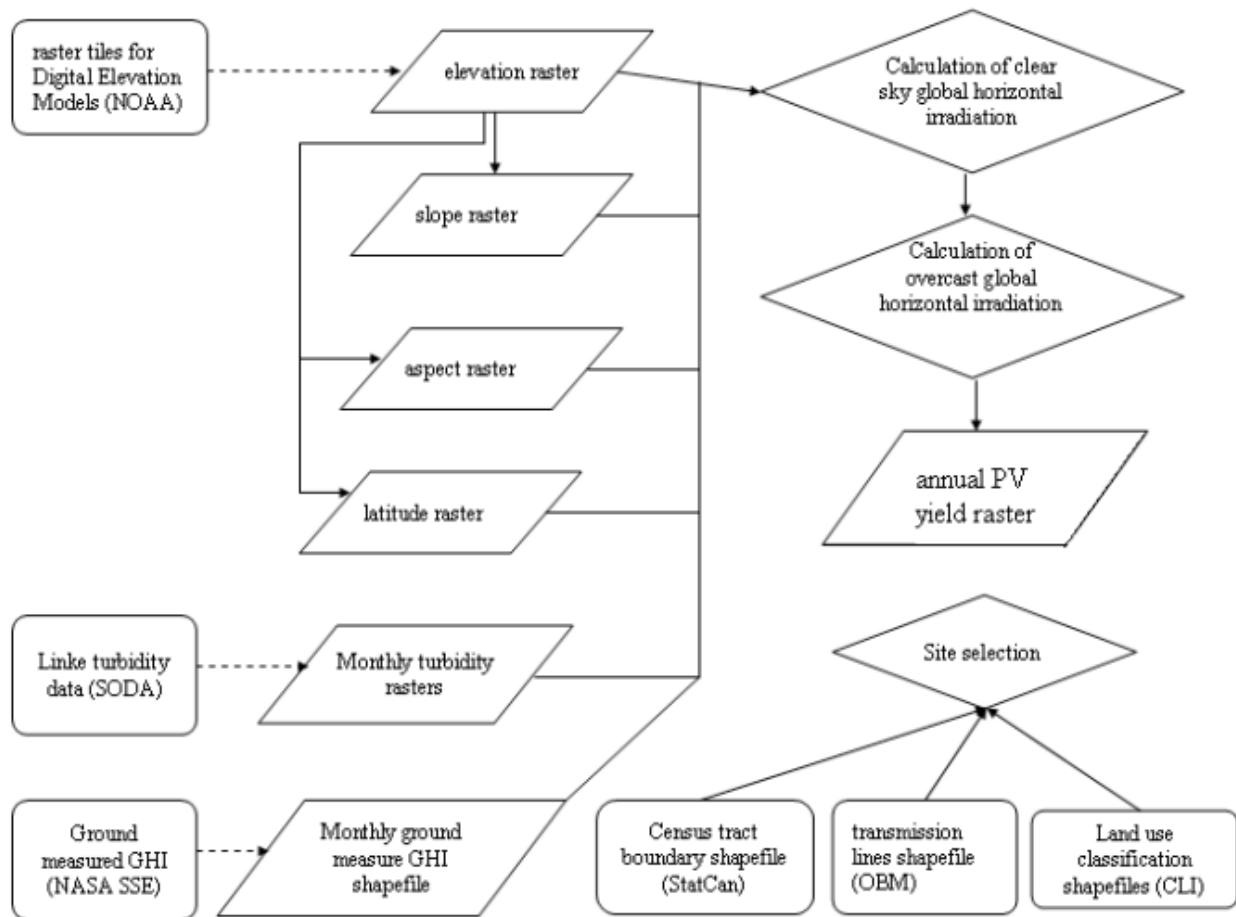 raster tiles for
Digital Elevation
Models (NOAA)
elevation raster
Calculation of clear
sky global horizontal
irradiation
slope raster
Calculation of
overcast global
horizontal irradiation
aspect raster
annual PV
yield raster
latitude raster
Linke turbidity
data (SODA)
Monthly turbidity
rasters
Site selection
Ground
measured GHI
(NASA SSE)
Monthly ground
measure GHI
shapefile
Census tract
boundary shapefile
(StatCan)
transmission
lines shapefile
(OBM)
Land use
classification
shapefiles (CLI)